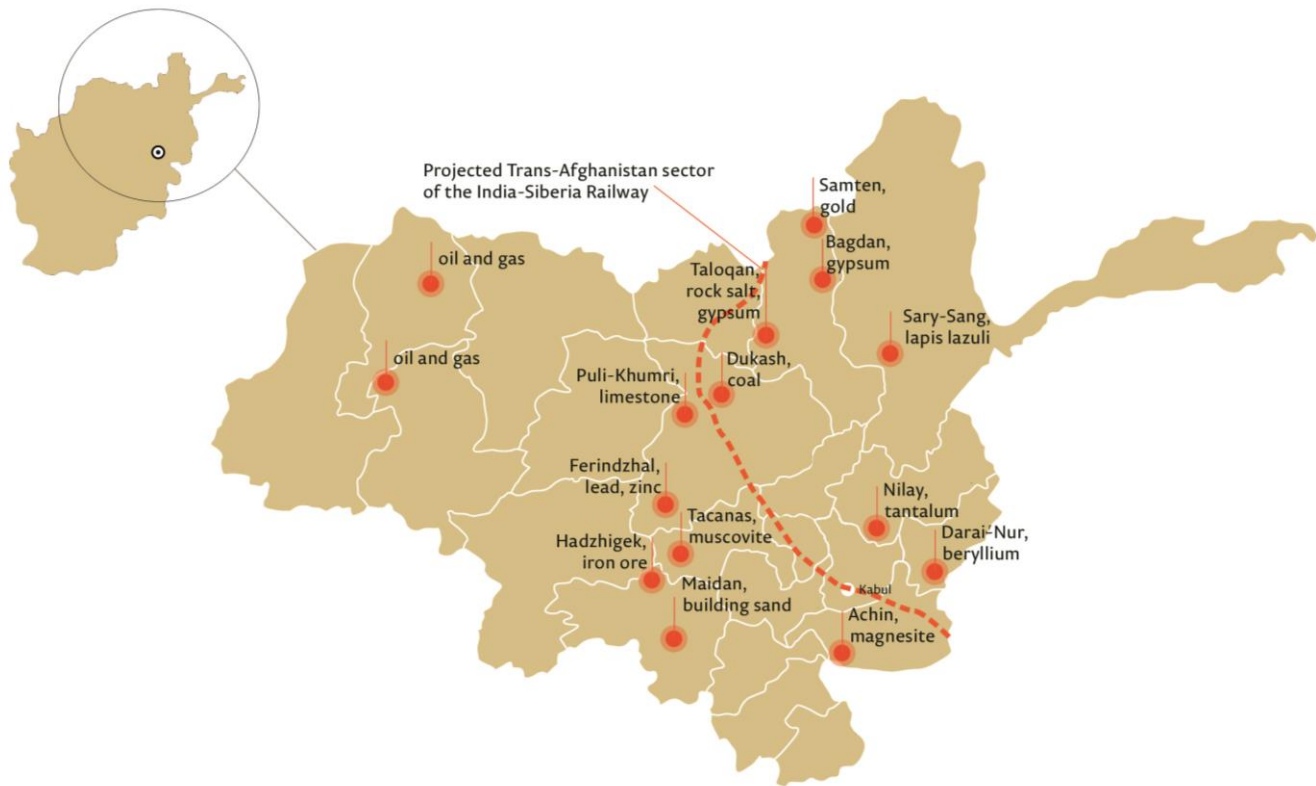 Projected Trans-Afghanistan sector
of the India-Siberia Railway
Samten,
gold
Bagdan,
gypsum
oil and gas
Taloqan,
rock salt,
gypsum
Sary-Sang,
lapis lazuli
oil and gas
Dukash,
coal
Puli-Khumri,
limestone
Ferindzhal,
lead, zinc
Nilay,
tantalum
Tacanas,
muscovite
Darai-Nur,
beryllium
Hadzhigek,
iron ore
Maidan,
building sand
Kabul
Achin,
magnesite